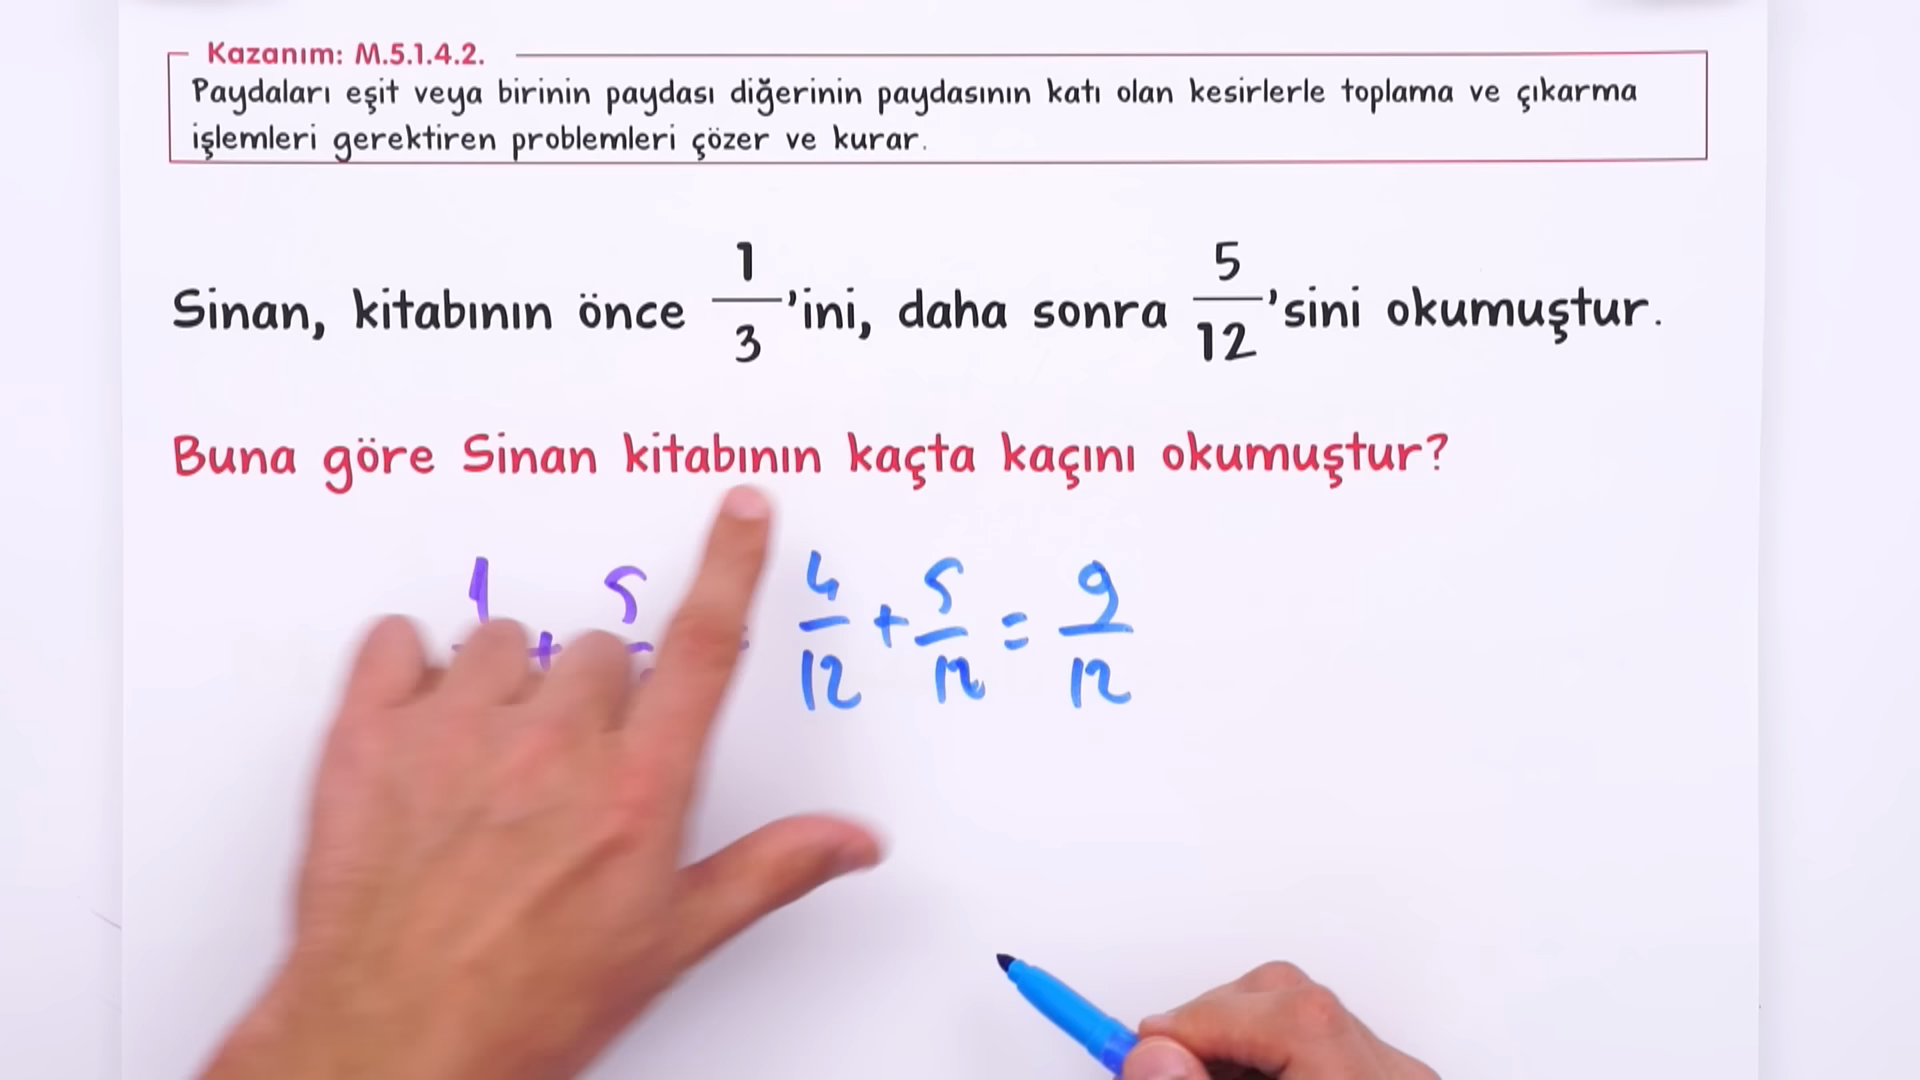 Kazanım: M.5.1.4.2.
Paydaları eşit veya birinin paydası diğerinin paydasının katı olan kesirlerle toplama ve çıkarma
işlemleri gerektiren problemleri çözer ve kurar.
Sinan, kitabının önce 1/3'ini, daha sonra 5/12'sini okumuştur.
Buna göre Sinan kitabının kaçta kaçını okumuştur?
1 + 5 = 4/12 + 5/12 = 9/12